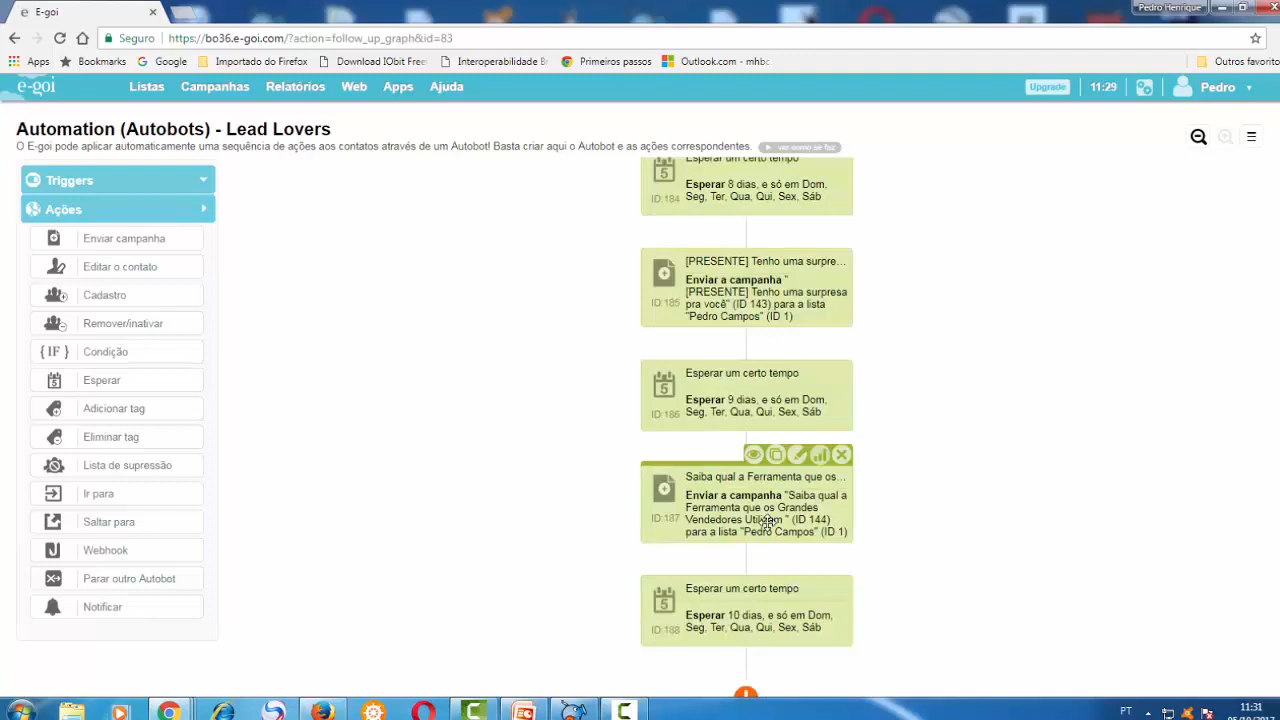 E-goi
Pedro Henrique
Seguro
https://bo36.e-goi.com/?action=follow_up_graph&id=83
Apps
Bookmarks
Google
Importado do Firefox
Download IObit Free
Interoperabilidade B
Primeiros passos
Outlook.com - mhbc
Outros favorito
e-goi
Listas
Campanhas
Relatórios
Web
Apps
Ajuda
Upgrade
11:29
Pedro
Automation (Autobots) - Lead Lovers
O E-goi pode aplicar automaticamente uma sequência de ações aos contatos através de um Autobot! Basta criar aqui o Autobot e as ações correspondentes.
ver como se faz
Triggers
Ações
Enviar campanha
Editar o contato
Cadastro
Remover/inativar
{ IF }
Condição
Esperar
Adicionar tag
Eliminar tag
Lista de supressão
Ir para
Saltar para
Webhook
Parar outro Autobot
Notificar
Esperar um certo tempo
5
ID:184
Esperar 8 dias, e só em Dom,
Seg, Ter, Qua, Qui, Sex, Sáb
[PRESENTE] Tenho uma surpre...
ID:185
Enviar a campanha "
[PRESENTE] Tenho uma surpresa
pra você" (ID 143) para a lista
"Pedro Campos" (ID 1)
Esperar um certo tempo
5
ID:186
Esperar 9 dias, e só em Dom,
Seg, Ter, Qua, Qui, Sex, Sáb
Saiba qual a Ferramenta que os...
ID:187
Enviar a campanha "Saiba qual a
Ferramenta que os Grandes
Vendedores Utilizam " (ID 144)
para a lista "Pedro Campos" (ID 1)
Esperar um certo tempo
5
ID:188
Esperar 10 dias, e só em Dom,
Seg, Ter, Qua, Qui, Sex, Sáb
PT
11:31